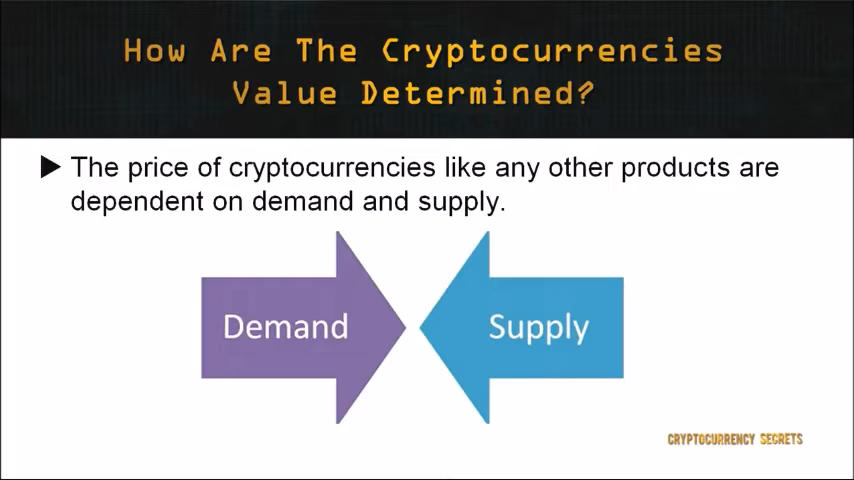 How Are The Cryptocurrencies
Value Determined?
The price of cryptocurrencies like any other products are
dependent on demand and supply.
Demand
Supply
CRYPTOCURRENCY SECRETS